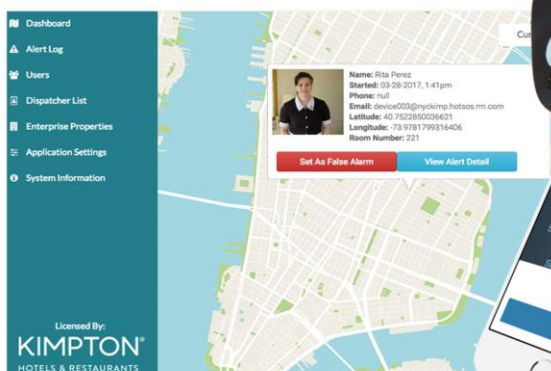 Dashboard
Alert Log
Users
Dispatcher List
Enterprise Properties
Application Settings
System Information
Licensed By:
KIMPTON®
HOTELS & RESTAURANTS
Name: Rita Perez
Started: 03-28-2017, 1:41pm
Phone: null
Email: device003@nyckimp.hotsos.rm.com
Latitude: 40.7522850036621
Longitude: -73.9781799316406
Room Number: 221
Set As False Alarm
View Alert Detail